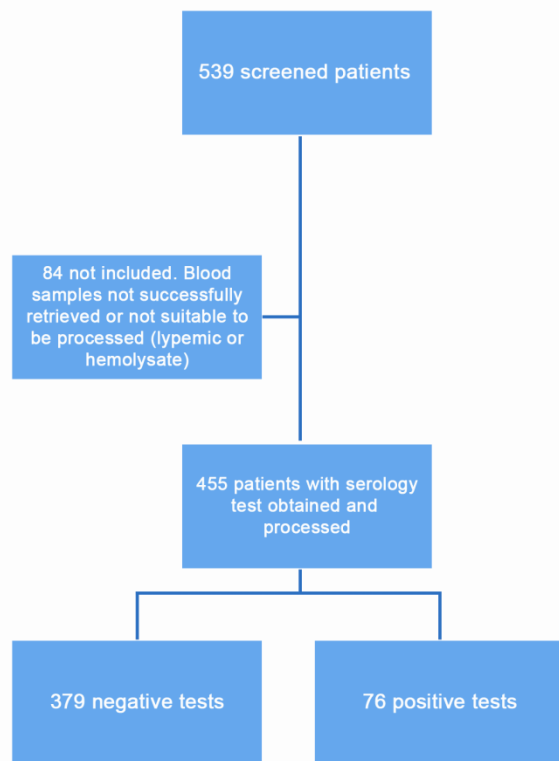 539 screened patients
84 not included. Blood
samples not successfully
retrieved or not suitable to
be processed (lypemic or
hemolysate)
455 patients with serology
test obtained and
processed
379 negative tests
76 positive tests